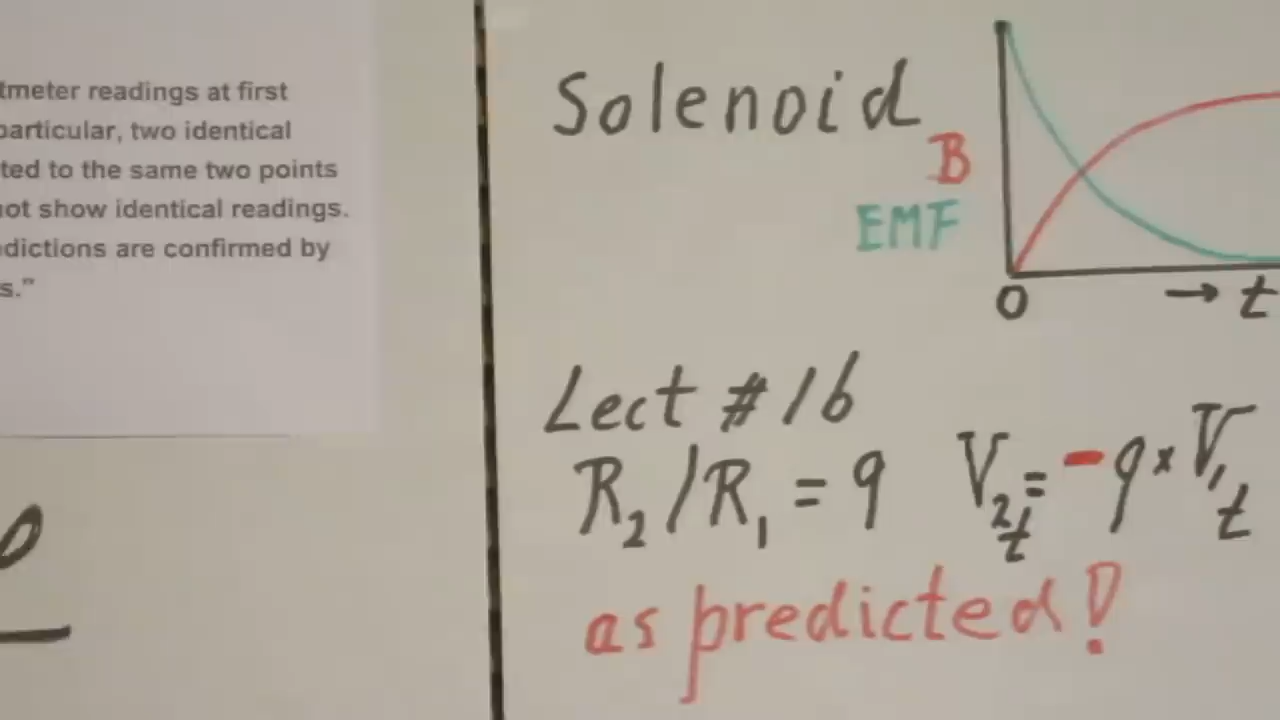 tmeter readings at first
particular, two identical
ted to the same two points
not show identical readings.
dictions are confirmed by
s."
Solenoid
B
EMF
0 → t
Lect #16
R₂/R₁ = 9 V₂t = -9 × V₁t
as predicted!